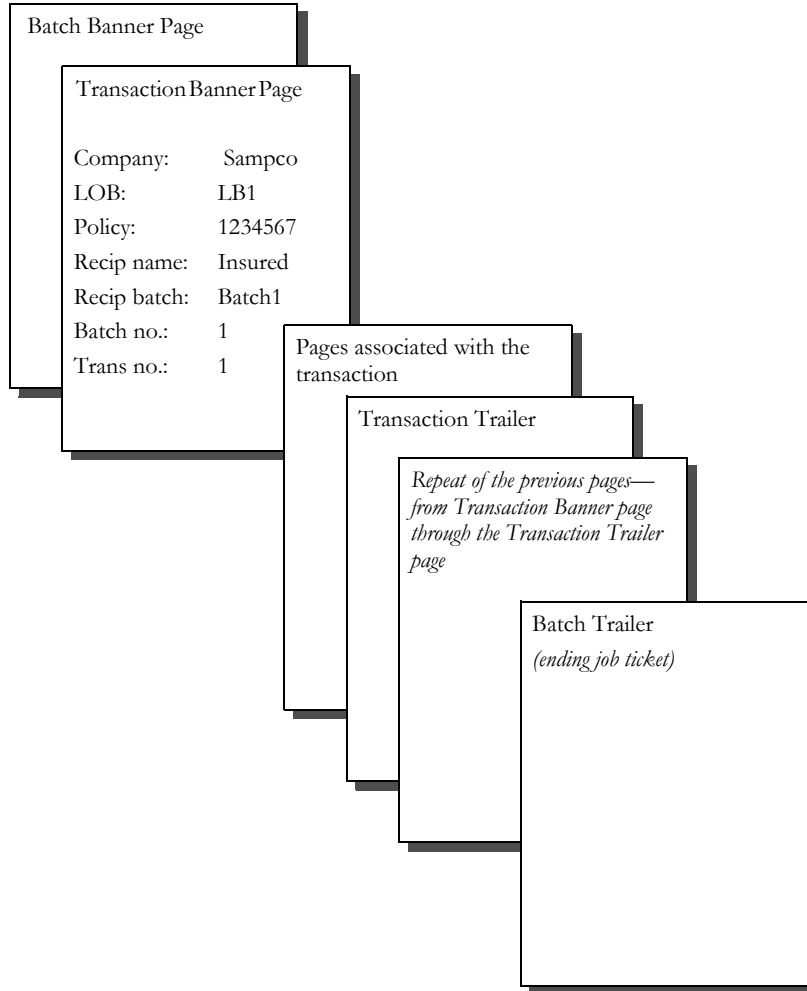 Batch Banner Page
Transaction Banner Page
Company: Sampco
LOB: LB1
Policy: 1234567
Recip name: Insured
Recip batch: Batch1
Batch no.: 1
Trans no.: 1
Pages associated with the
transaction
Transaction Trailer
Repeat of the previous pages—
from Transaction Banner page
through the Transaction Trailer
page
Batch Trailer
(ending job ticket)